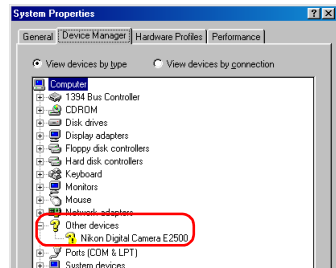 System Properties
General Device Manager Hardware Profiles Performance
View devices by type View devices by connection
Computer
1394 Bus Controller
CDROM
Disk drives
Display adapters
Floppy disk controllers
Hard disk controllers
Keyboard
Monitors
Mouse
Network adapters
Other devices
Nikon Digital Camera E2500
Ports (COM & LPT)
System devices